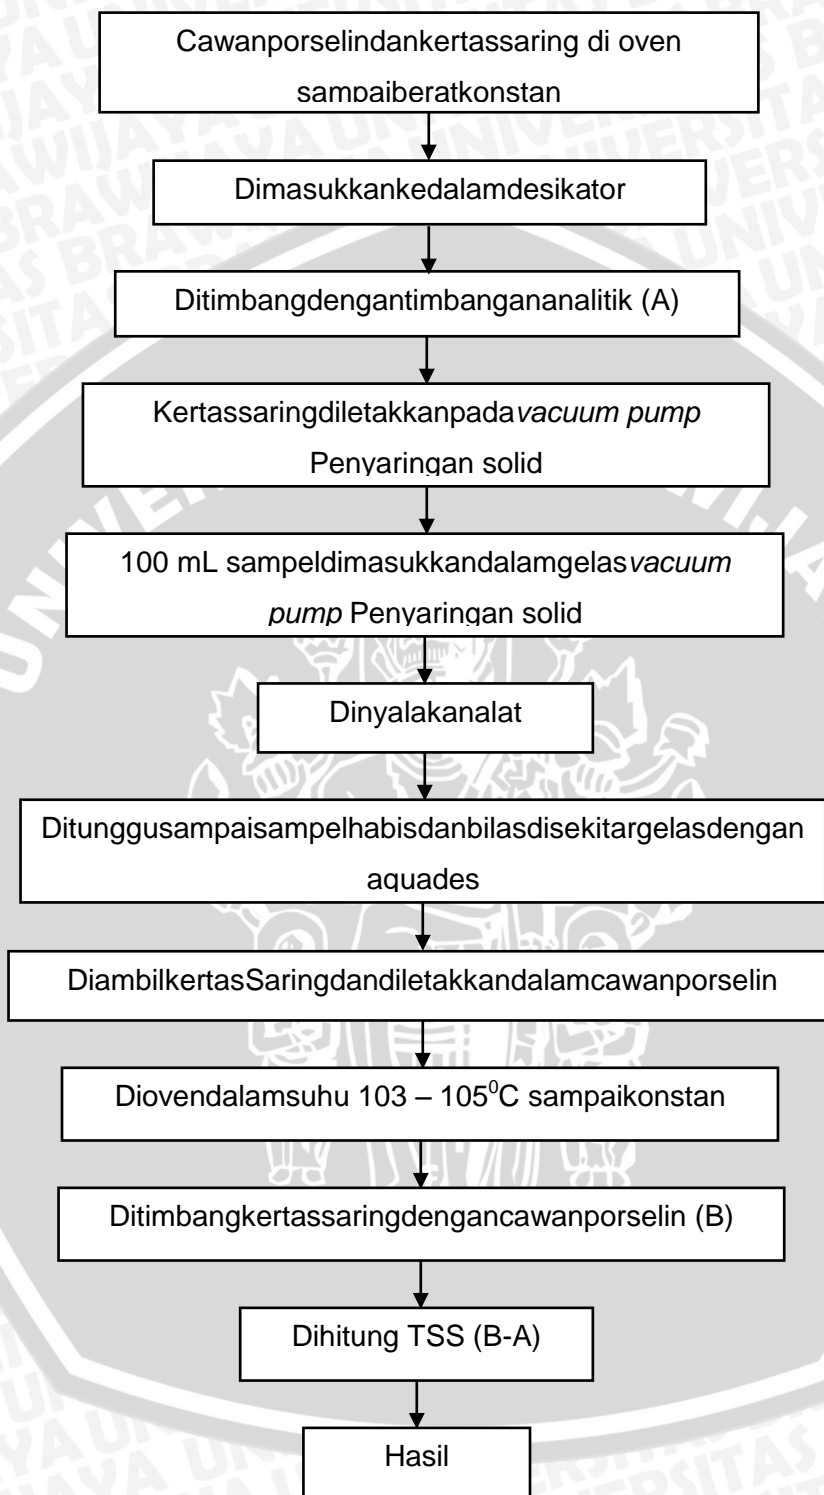 Cawanporselindankertassaring di oven
sampaiberatkonstan
Dimasukkankedalamdesikator
Ditimbangdengantimbangananalitik (A)
Kertassaringdiletakkanpadavacuum pump
Penyaringan solid
100 mL sampeldimasukkandalamgelasvacuum
pump Penyaringan solid
Dinyalakanalat
Ditunggusampaisampelhabisdanbilasdisekitargelasdengan
aquades
DiambilkertasSaringdandiletakkandalamcawanporselin
Diovendalamsuhu 103 – 105⁰C sampaikonstan
Ditimbangkertassaringdengancawanporselin (B)
Dihitung TSS (B-A)
Hasil